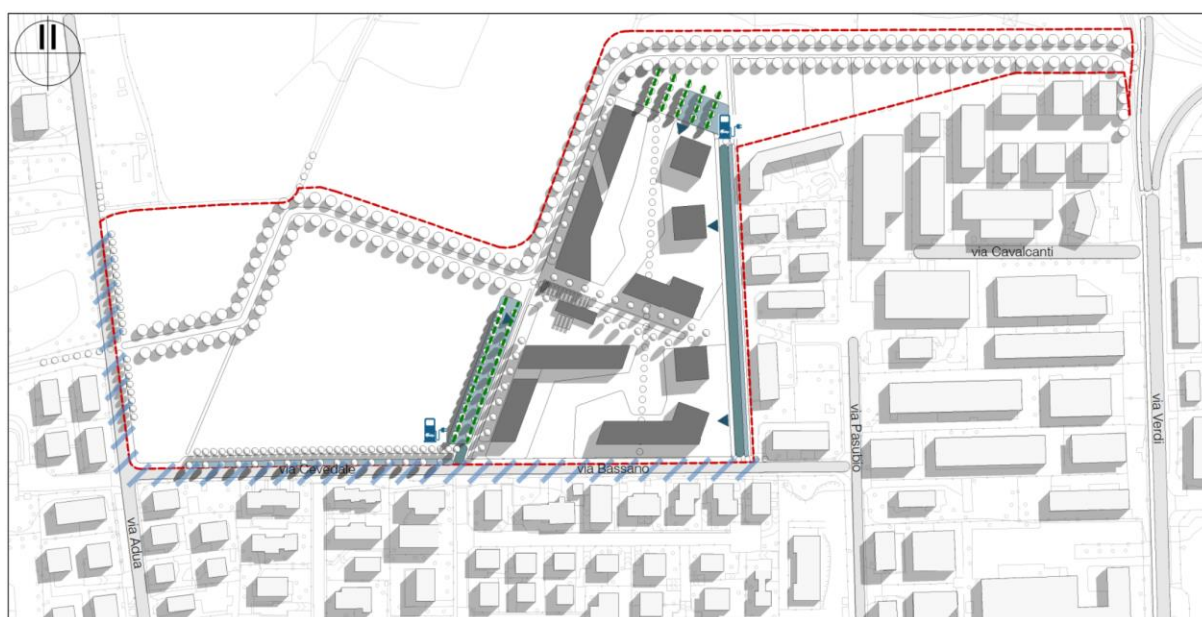 via Cavalcanti
via Verdi
via Pasubio
via Cevedale
via Bassano
via Adua